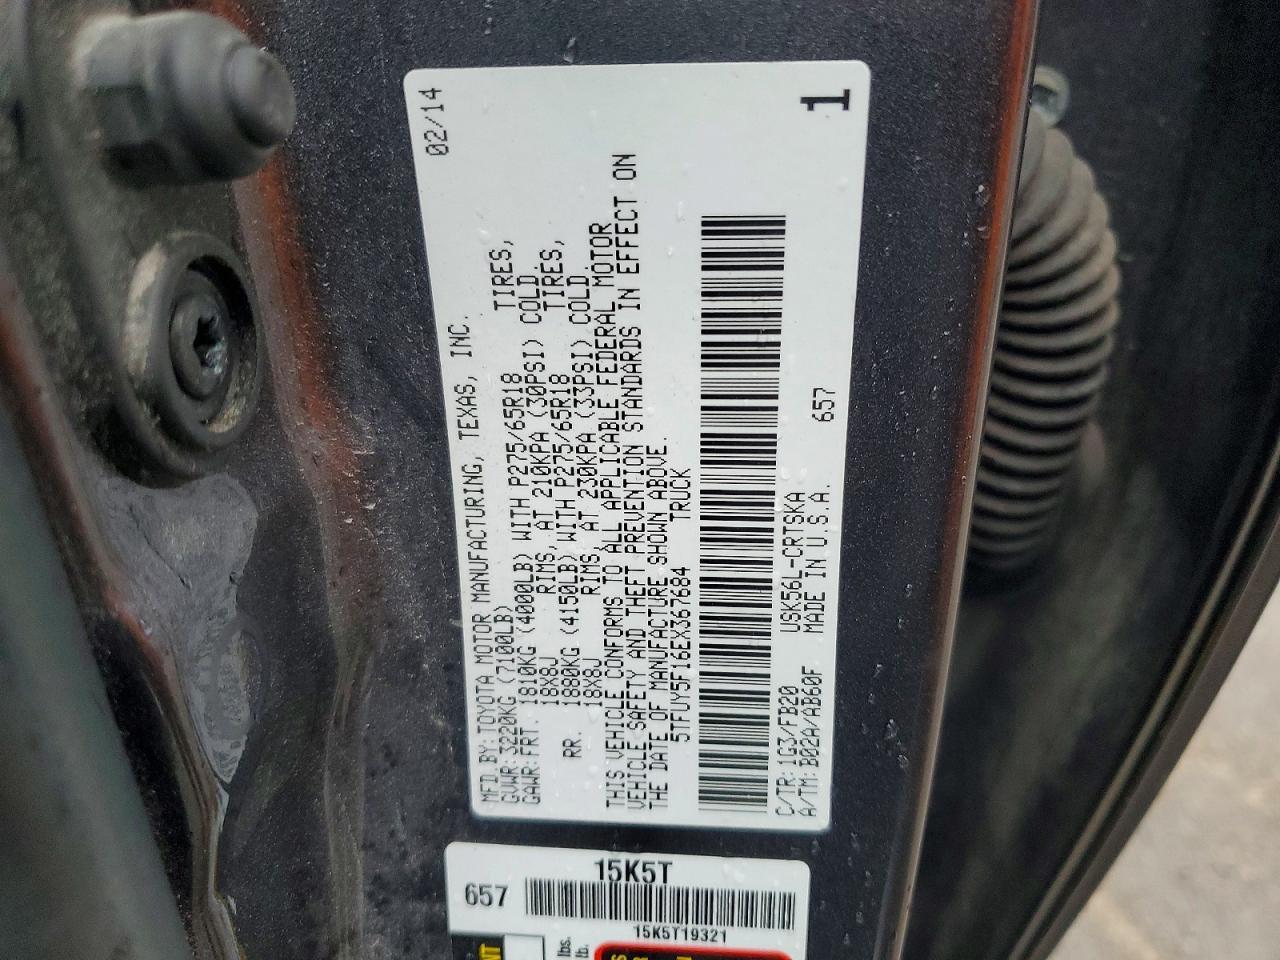 MFD BY:TOYOTA MOTOR MANUFACTURING, TEXAS, INC. 02/14
GVWR:3220KG (7100LB)
GAWR:FRT. 1810KG (4000LB) WITH P275/65R18 TIRES,
18X8J RIMS, AT 210KPA (30PSI) COLD
RR. 1880KG (4150LB) WITH P275/65R18 TIRES,
18X8J RIMS, AT 230KPA (33PSI) COLD.
THIS VEHICLE CONFORMS TO ALL APPLICABLE FEDERAL MOTOR
VEHICLE SAFETY AND THEFT PREVENTION STANDARDS IN EFFECT ON
THE DATE OF MANUFACTURE SHOWN ABOVE.
5TFUY5F16EX367684 TRUCK
C/TR:1G3/FB20 USK56L-CRTSKA 657
A/TM:B02A/AB60F MADE IN U.S.A.
1
15K5T
657
15K5T19321
lbs.
lb.